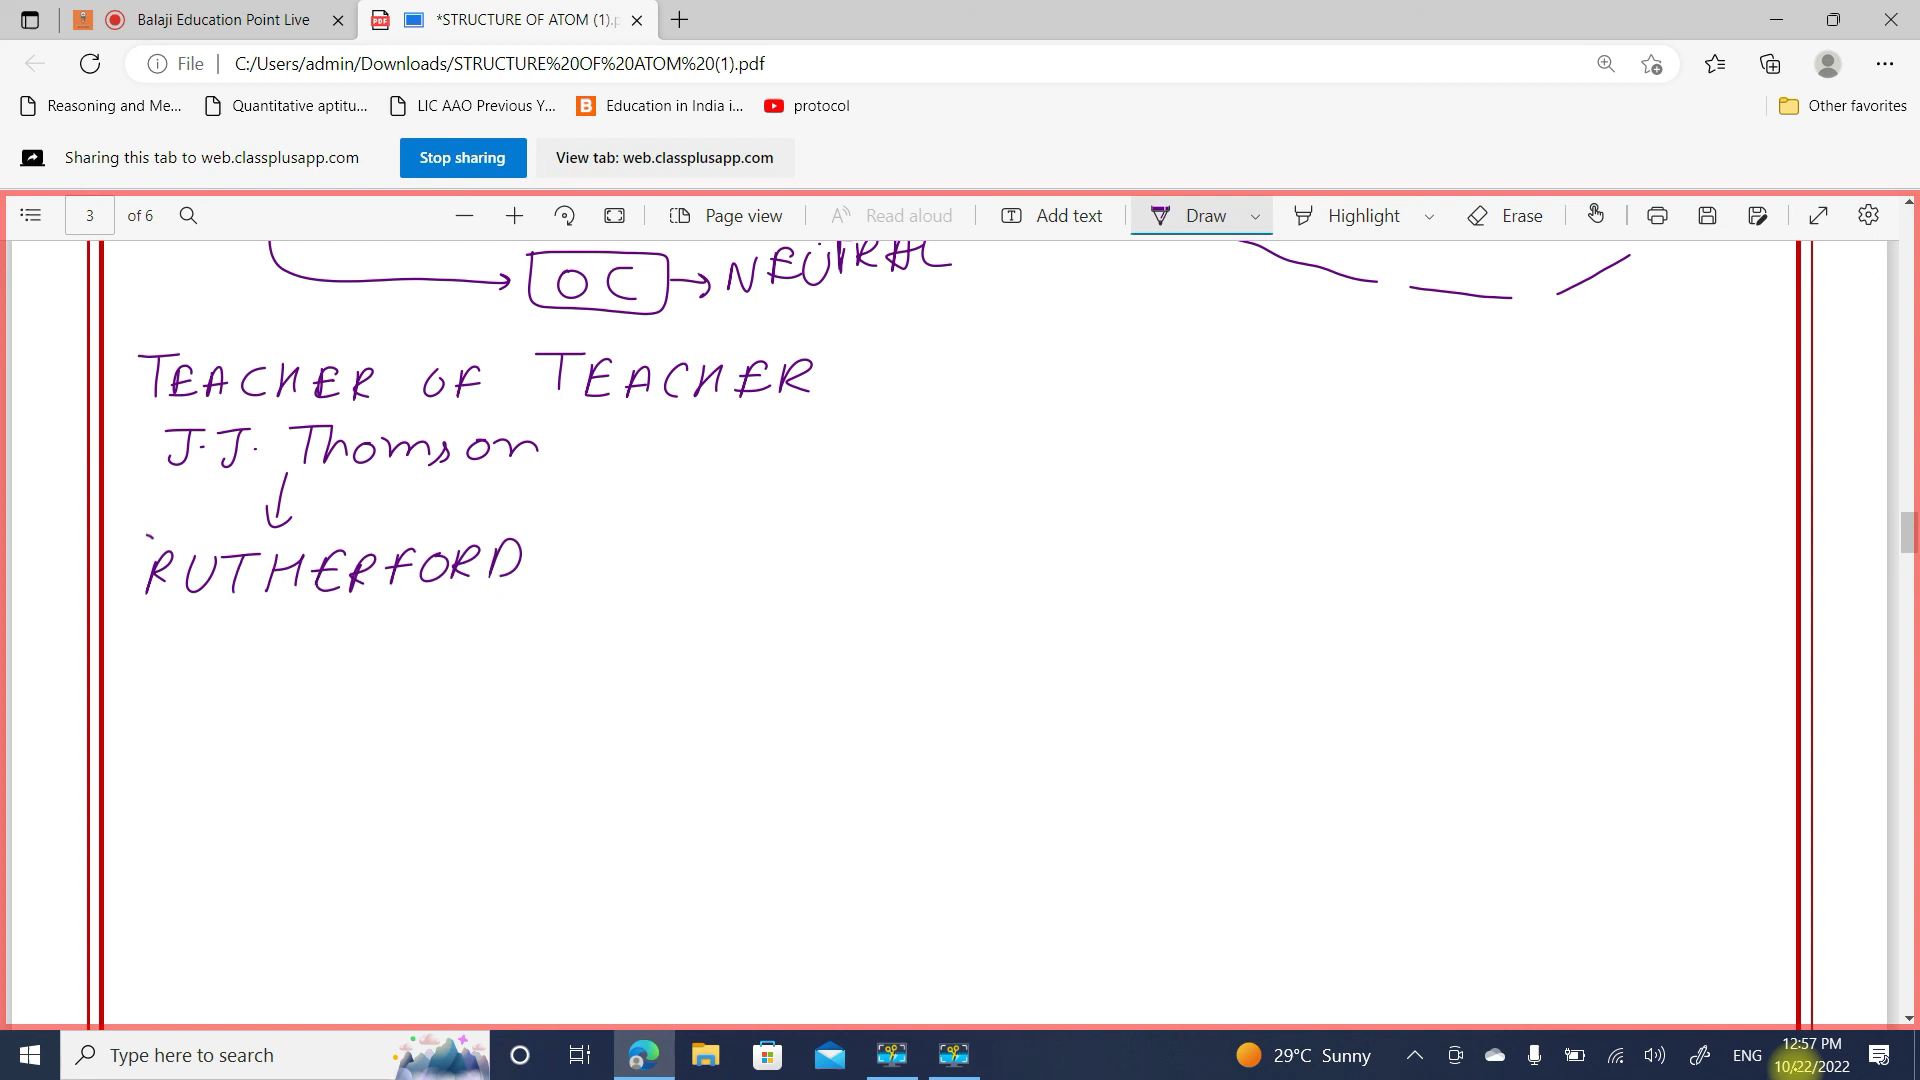 Balaji Education Point Live
*STRUCTURE OF ATOM (1).p
File C:/Users/admin/Downloads/STRUCTURE%20OF%20ATOM%20(1).pdf
Reasoning and Me... Quantitative aptitu... LIC AAO Previous Y... Education in India i... protocol Other favorites
Sharing this tab to web.classplusapp.com Stop sharing View tab: web.classplusapp.com
3 of 6 Page view Read aloud Add text Draw Highlight Erase
O C → NEUTRAL
TEACHER OF TEACHER
J.J. Thomson
↓
RUTHERFORD
Type here to search 29°C Sunny ENG 12:57 PM
10/22/2022